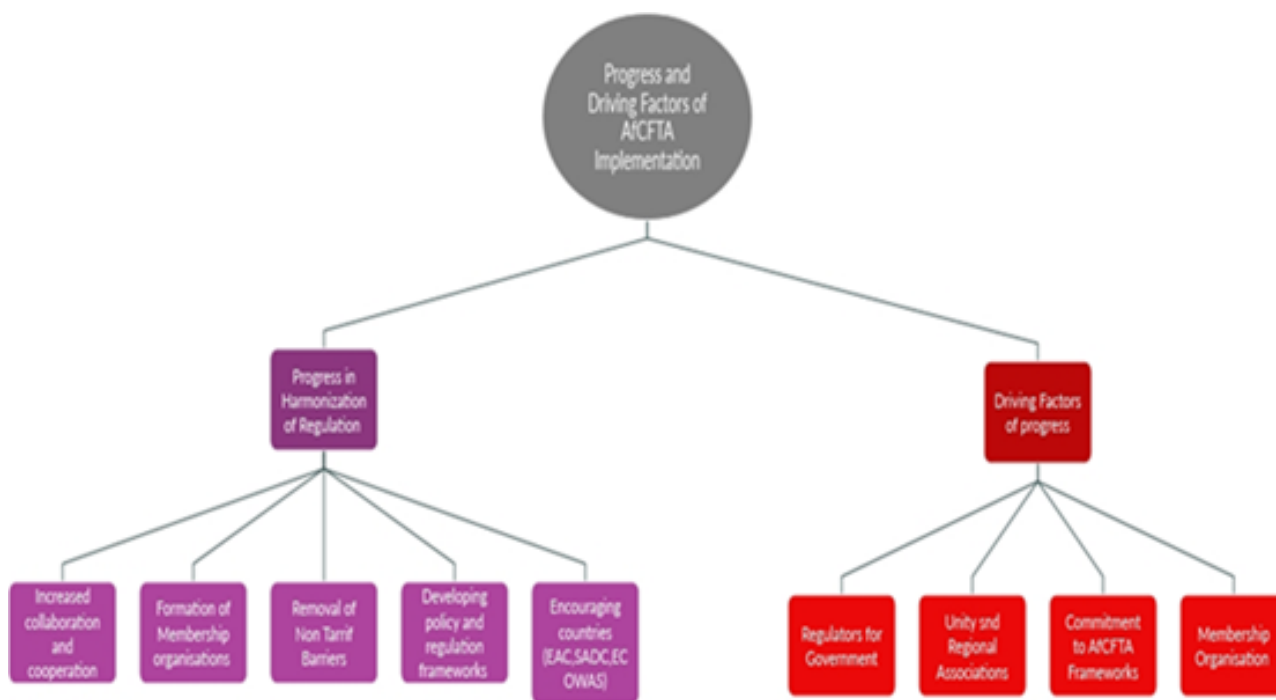 Progress and
Driving Factors of
AfCFTA
Implementation
Progress in
Harmonization
of Regulation
Driving Factors
of progress
Increased
collaboration
and
cooperation
Formation of
Membership
organisations
Removal of
Non Tarrif
Barriers
Developing
policy and
regulation
frameworks
Encouraging
countries
(EAC,SADC,EC
OWAS)
Regulators for
Government
Unity snd
Regional
Associations
Commitment
to AfCFTA
Frameworks
Membership
Organisation